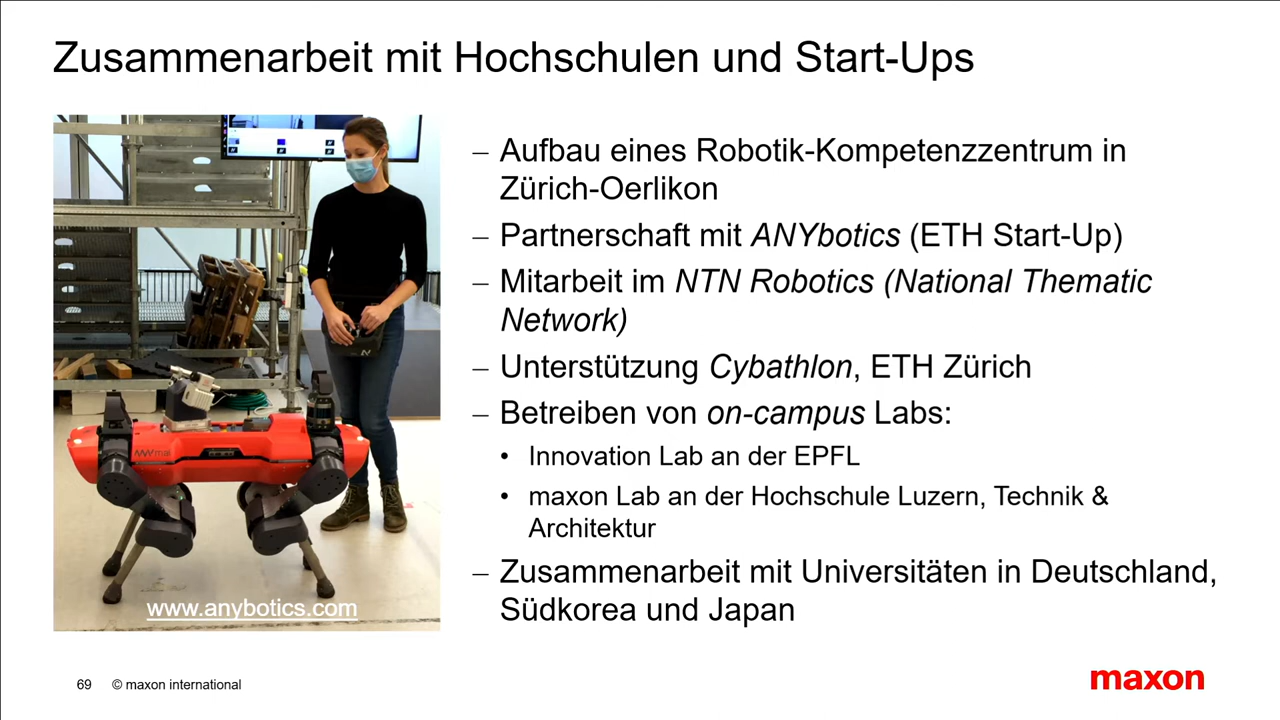 Zusammenarbeit mit Hochschulen und Start-Ups
– Aufbau eines Robotik-Kompetenzzentrum in
Zürich-Oerlikon
– Partnerschaft mit ANYbotics (ETH Start-Up)
– Mitarbeit im NTN Robotics (National Thematic
Network)
– Unterstützung Cybathlon, ETH Zürich
– Betreiben von on-campus Labs:
• Innovation Lab an der EPFL
• maxon Lab an der Hochschule Luzern, Technik &
Architektur
– Zusammenarbeit mit Universitäten in Deutschland,
Südkorea und Japan
ANYmal
www.anybotics.com
69 © maxon international
maxon